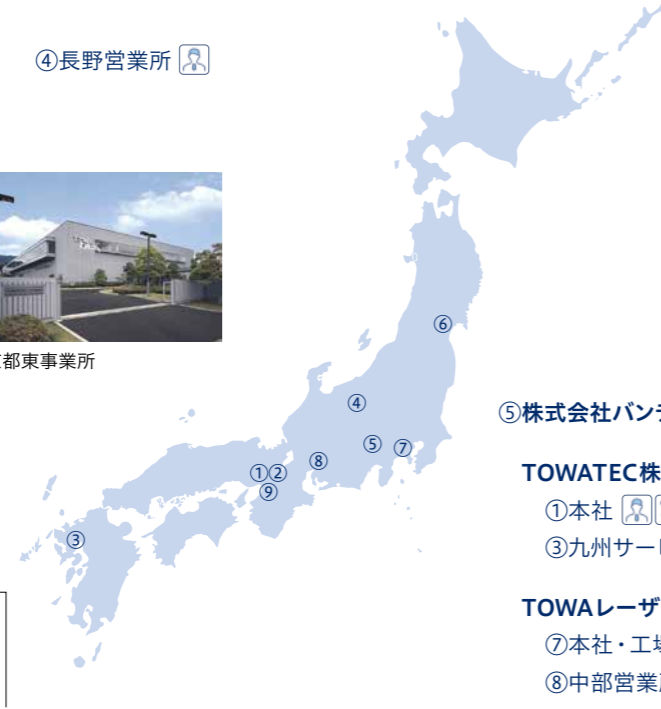 ④長野営業所
都東事業所
⑥
④
⑤
⑦
⑧
①②
⑨
③
⑤株式会社バン
TOWATEC株
①本社
③九州サー
TOWAレーザ
⑦本社・工場
⑧中部営業